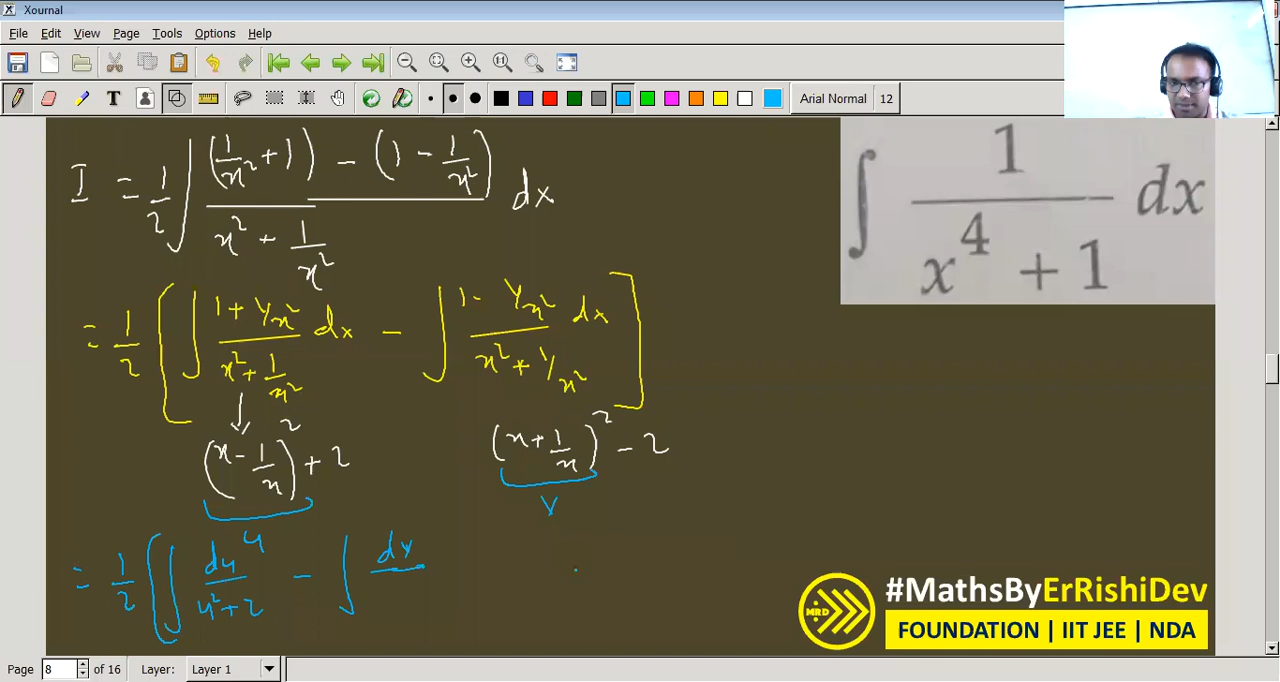 Xournal
File Edit View Page Tools Options Help
Arial Normal 12
I = 1/2 ∫ ((1/x² + 1) - (1 - 1/x²)) / (x² + 1/x²) dx
∫ 1/(x⁴ + 1) dx
= 1/2 [∫ (1 + 1/x²)/(x² + 1/x²) dx - ∫ (1 - 1/x²)/(x² + 1/x²) dx]
↓
(x - 1/x)² + 2 (x + 1/x)² - 2
u v
= 1/2 [∫ du/(u² + 2) - ∫ dv
MRD
#MathsByErRishiDev
FOUNDATION | IIT JEE | NDA
Page 8 of 16 Layer: Layer 1